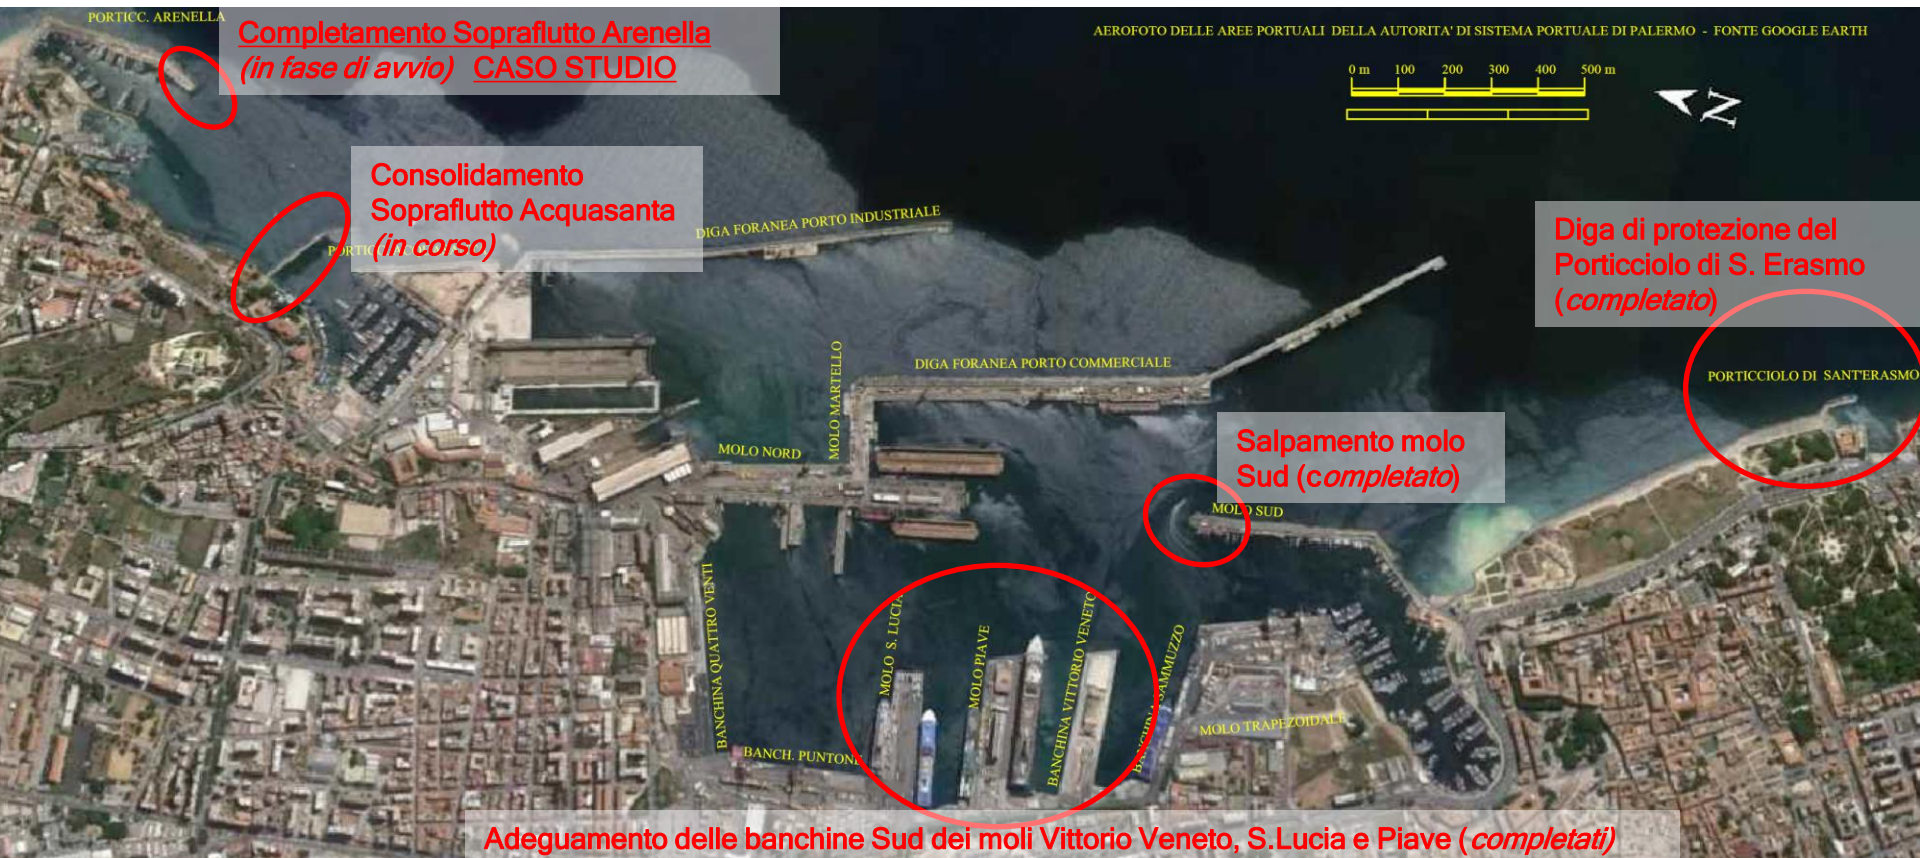 PORTICC. ARENELLA
Completamento Sopraflutto Arenella
(in fase di avvio) CASO STUDIO
AEROFOTO DELLE AREE PORTUALI DELLA AUTORITA' DI SISTEMA PORTUALE DI PALERMO - FONTE GOOGLE EARTH
0 m 100 200 300 400 500 m
N
Consolidamento
Sopraflutto Acquasanta
(in corso)
DIGA FORANEA PORTO INDUSTRIALE
Diga di protezione del
Porticciolo di S. Erasmo
(completato)
PORTICCIOLO DI SANT'ERASMO
DIGA FORANEA PORTO COMMERCIALE
MOLO MARTELLO
MOLO NORD
Salpamento molo
Sud (completato)
MOLO SUD
BANCHINA QUATTRO VENTI
MOLO S. LUCIA
MOLO PIAVE
BANCHINA VITTORIO VENETO
BANCHINA SAMMUZZO
MOLO TRAPEZOIDALE
BANCH. PUNTONE
Adeguamento delle banchine Sud dei moli Vittorio Veneto, S.Lucia e Piave (completati)